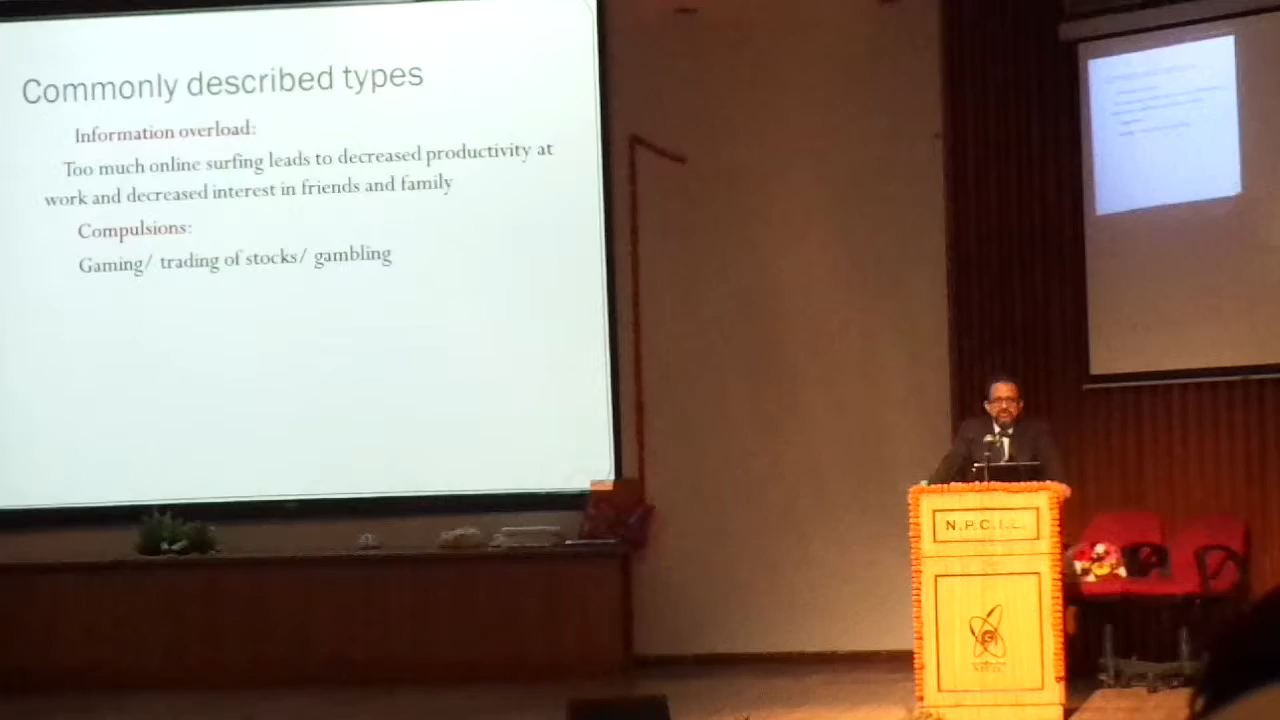 Commonly described types
Information overload:
Too much online surfing leads to decreased productivity at
work and decreased interest in friends and family
Compulsions:
Gaming/ trading of stocks/ gambling
N.P.C.I.L.